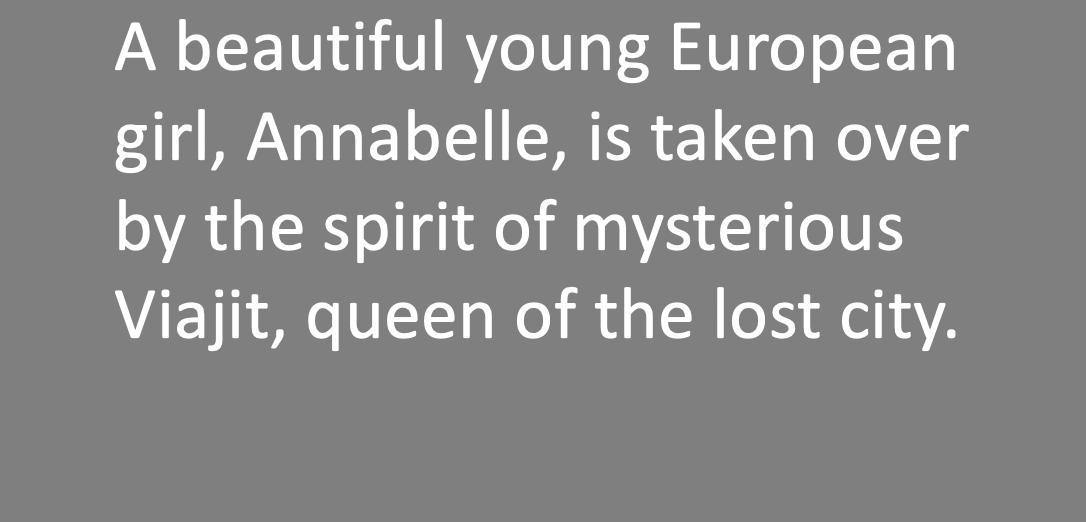 A beautiful young European
girl, Annabelle, is taken over
by the spirit of mysterious
Viajit, queen of the lost city.